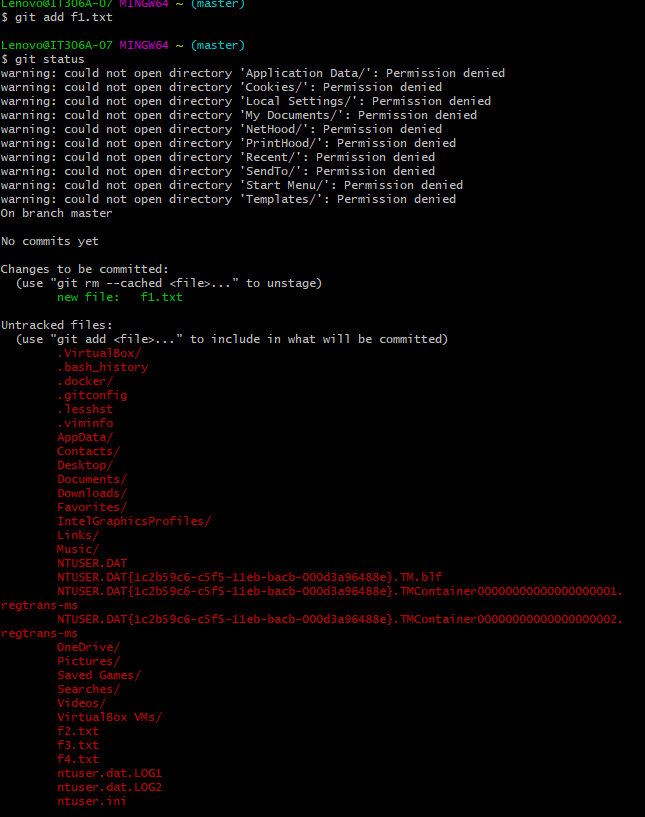 Lenovo@IT306A-07 MINGW64 ~ (master)
$ git add f1.txt
Lenovo@IT306A-07 MINGW64 ~ (master)
$ git status
warning: could not open directory 'Application Data/': Permission denied
warning: could not open directory 'Cookies/': Permission denied
warning: could not open directory 'Local Settings/': Permission denied
warning: could not open directory 'My Documents/': Permission denied
warning: could not open directory 'NetHood/': Permission denied
warning: could not open directory 'PrintHood/': Permission denied
warning: could not open directory 'Recent/': Permission denied
warning: could not open directory 'SendTo/': Permission denied
warning: could not open directory 'Start Menu/': Permission denied
warning: could not open directory 'Templates/': Permission denied
On branch master
No commits yet
Changes to be committed:
  (use "git rm --cached <file>..." to unstage)
        new file:   f1.txt
Untracked files:
  (use "git add <file>..." to include in what will be committed)
        .VirtualBox/
        .bash_history
        .docker/
        .gitconfig
        .lesshst
        .viminfo
        AppData/
        Contacts/
        Desktop/
        Documents/
        Downloads/
        Favorites/
        IntelGraphicsProfiles/
        Links/
        Music/
        NTUSER.DAT
        NTUSER.DAT{1c2b59c6-c5f5-11eb-bacb-000d3a96488e}.TM.blf
        NTUSER.DAT{1c2b59c6-c5f5-11eb-bacb-000d3a96488e}.TMContainer00000000000000000001.
regtrans-ms
        NTUSER.DAT{1c2b59c6-c5f5-11eb-bacb-000d3a96488e}.TMContainer00000000000000000002.
regtrans-ms
        OneDrive/
        Pictures/
        Saved Games/
        Searches/
        Videos/
        VirtualBox VMs/
        f2.txt
        f3.txt
        f4.txt
        ntuser.dat.LOG1
        ntuser.dat.LOG2
        ntuser.ini